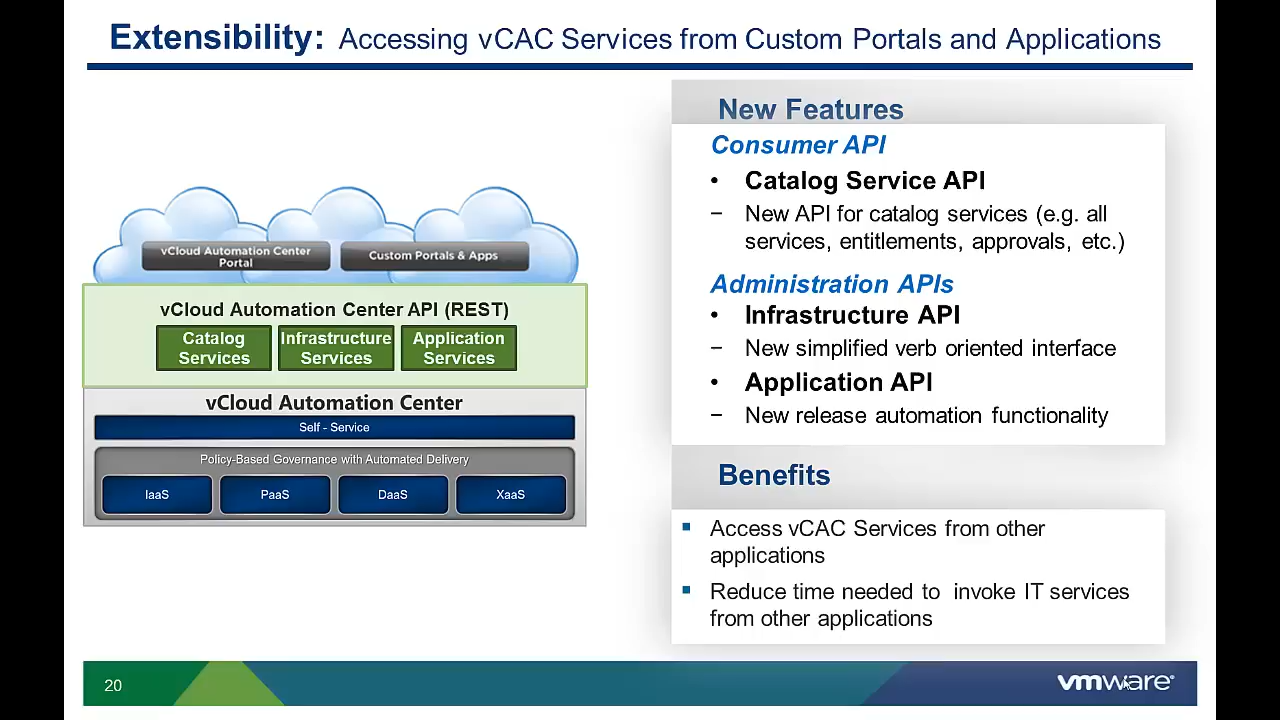 Extensibility: Accessing vCAC Services from Custom Portals and Applications
vCloud Automation Center
Portal
Custom Portals & Apps
vCloud Automation Center API (REST)
Catalog
Services
Infrastructure
Services
Application
Services
vCloud Automation Center
Self - Service
Policy-Based Governance with Automated Delivery
IaaS
PaaS
DaaS
XaaS
New Features
Consumer API
• Catalog Service API
− New API for catalog services (e.g. all
services, entitlements, approvals, etc.)
Administration APIs
• Infrastructure API
− New simplified verb oriented interface
• Application API
− New release automation functionality
Benefits
▪ Access vCAC Services from other
applications
▪ Reduce time needed to invoke IT services
from other applications
20
vmware®